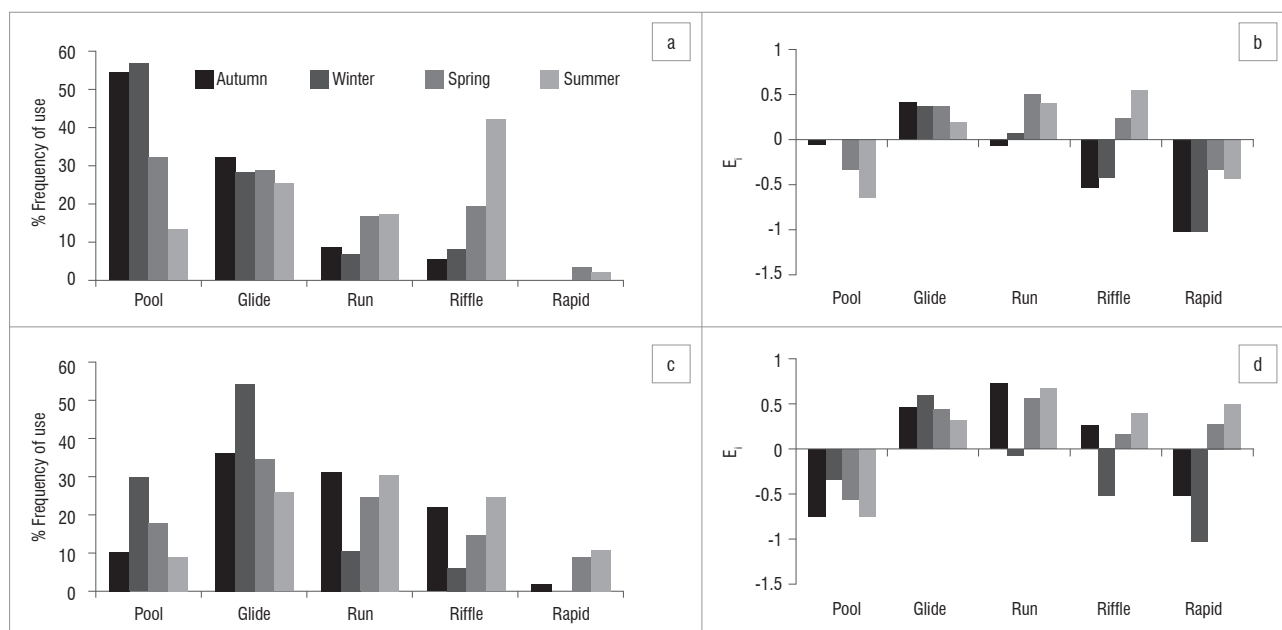 a
60
50
40
30
20
10
0
% Frequency of use
Autumn Winter Spring Summer
Pool Glide Run Riffle Rapid
b
1
0.5
0
-0.5
-1
-1.5
Ei
Pool Glide Run Riffle Rapid
c
60
50
40
30
20
10
0
% Frequency of use
Pool Glide Run Riffle Rapid
d
1
0.5
0
-0.5
-1
-1.5
Ei
Pool Glide Run Riffle Rapid